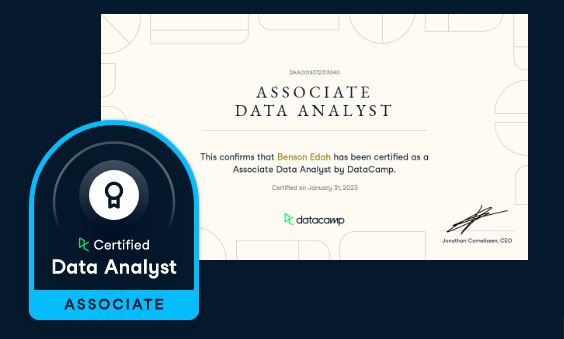 DAA0018372313040
ASSOCIATE
DATA ANALYST
This confirms that Benson Edah has been certified as a
Associate Data Analyst by DataCamp.
Certified on January 31, 2023
datacamp
Jonathan Cornelissen, CEO
Certified
Data Analyst
ASSOCIATE